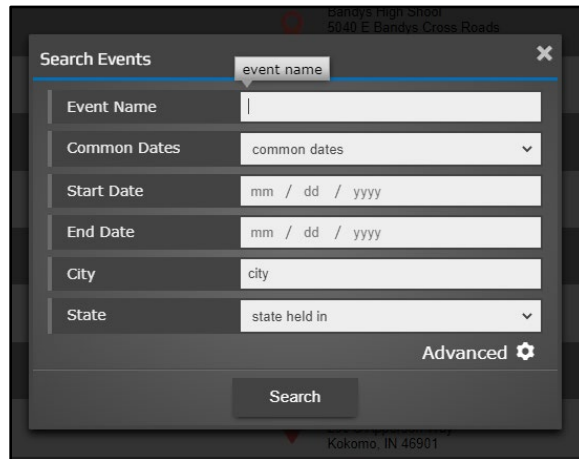 Bandys High Shool
5040 E Bandys Cross Roads
Search Events
event name
Event Name
Common Dates common dates
Start Date mm / dd / yyyy
End Date mm / dd / yyyy
City city
State state held in
Advanced
Search
Kokomo, IN 46901